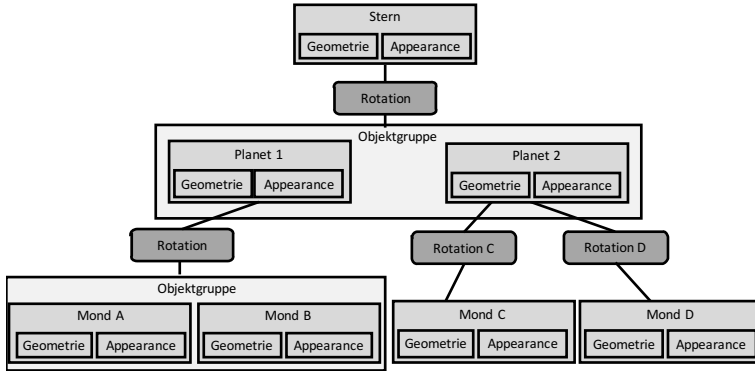 Stern
Geometrie Appearance
Rotation
Objektgruppe
Planet 1 Planet 2
Geometrie Appearance Geometrie Appearance
Rotation Rotation C Rotation D
Objektgruppe
Mond A Mond B Mond C Mond D
Geometrie Appearance Geometrie Appearance Geometrie Appearance Geometrie Appearance